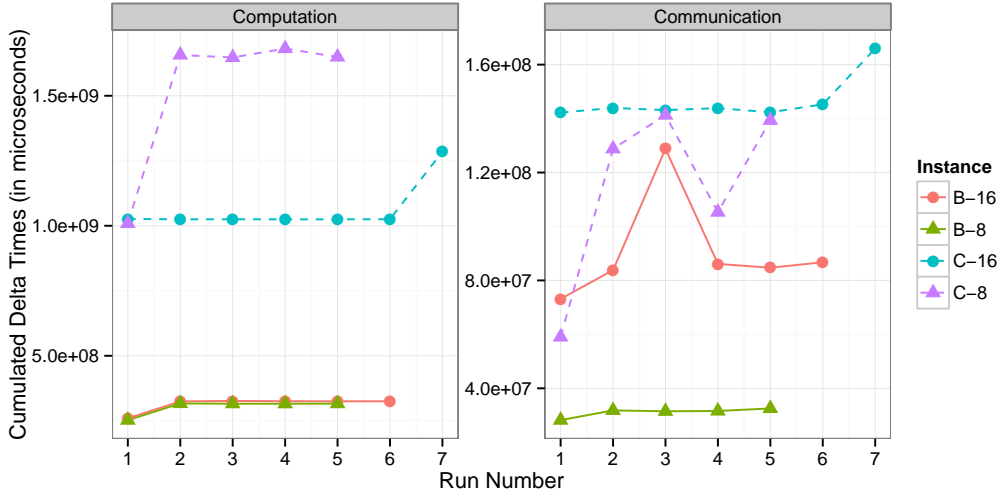 Computation
Communication
Cumulated Delta Times (in microseconds)
1.5e+09
1.0e+09
5.0e+08
1.6e+08
1.2e+08
8.0e+07
4.0e+07
1 2 3 4 5 6 7
1 2 3 4 5 6 7
Run Number
Instance
B−16
B−8
C−16
C−8